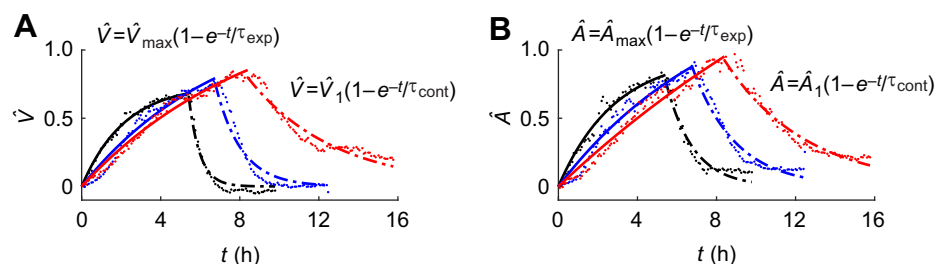 A
V̂=V̂max(1–e–t/τexp)
V̂=V̂1(1–e–t/τcont)
1.0
0.5
0
V̂
0 4 8 12 16
t (h)
B
Â=Âmax(1–e–t/τexp)
Â=Â1(1–e–t/τcont)
1.0
0.5
0
Â
0 4 8 12 16
t (h)